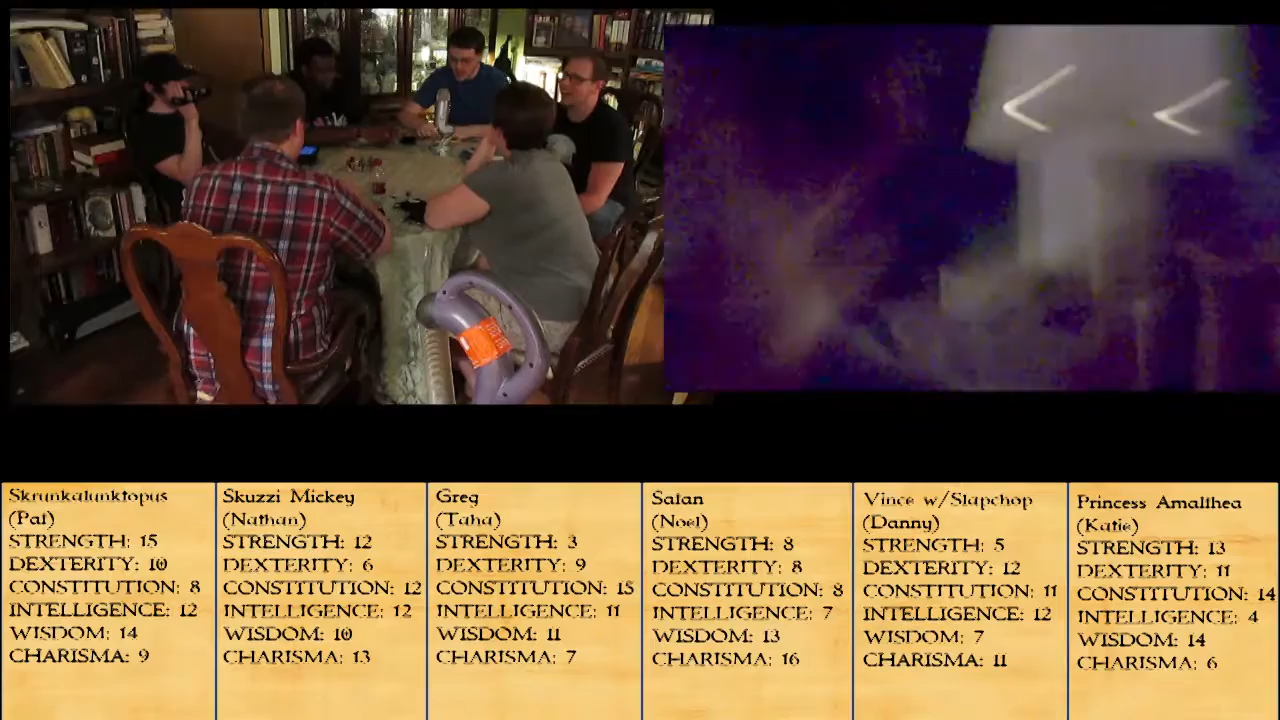 Skrunkalunktopus
(Pat)
STRENGTH: 15
DEXTERITY: 10
CONSTITUTION: 8
INTELLIGENCE: 12
WISDOM: 14
CHARISMA: 9
Skuzzi Mickey
(Nathan)
STRENGTH: 12
DEXTERITY: 6
CONSTITUTION: 12
INTELLIGENCE: 12
WISDOM: 10
CHARISMA: 13
Greg
(Taha)
STRENGTH: 3
DEXTERITY: 9
CONSTITUTION: 15
INTELLIGENCE: 11
WISDOM: 11
CHARISMA: 7
Satan
(Noel)
STRENGTH: 8
DEXTERITY: 8
CONSTITUTION: 8
INTELLIGENCE: 7
WISDOM: 13
CHARISMA: 16
Vince w/Slapchop
(Danny)
STRENGTH: 5
DEXTERITY: 12
CONSTITUTION: 11
INTELLIGENCE: 12
WISDOM: 7
CHARISMA: 11
Princess Amalthea
(Katie)
STRENGTH: 13
DEXTERITY: 11
CONSTITUTION: 14
INTELLIGENCE: 4
WISDOM: 14
CHARISMA: 6